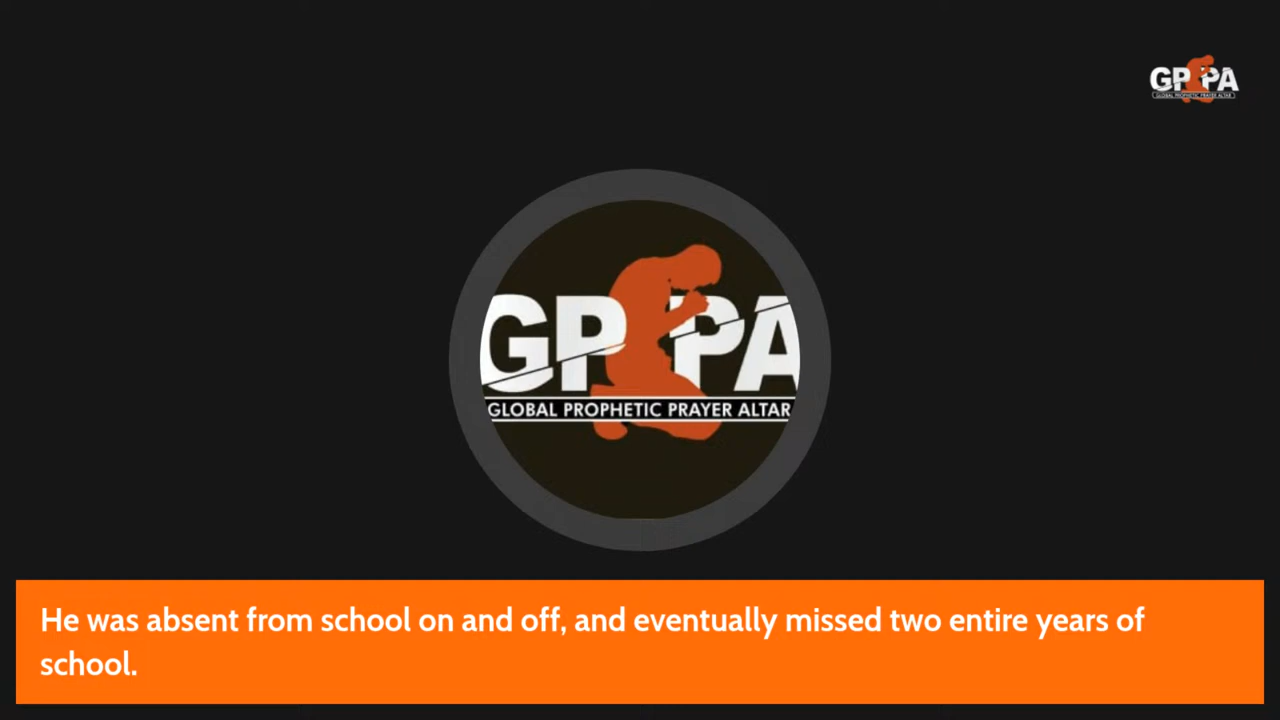 GPPA
GLOBAL PROPHETIC PRAYER ALTAR
GPPA
GLOBAL PROPHETIC PRAYER ALTAR
He was absent from school on and off, and eventually missed two entire years of
school.